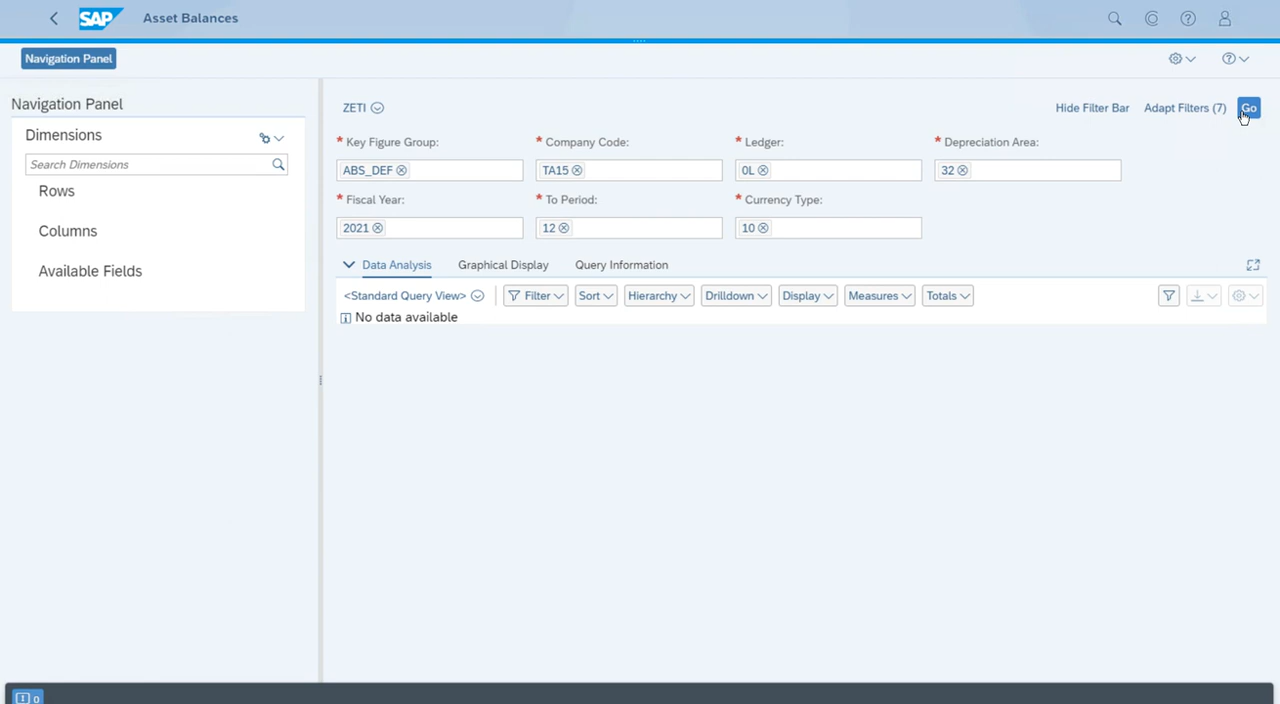 SAP Asset Balances
Navigation Panel
Navigation Panel
Dimensions
Search Dimensions
Rows
Columns
Available Fields
ZETI
Hide Filter Bar Adapt Filters (7) Go
* Key Figure Group: * Company Code: * Ledger: * Depreciation Area:
ABS_DEF TA15 0L 32
* Fiscal Year: * To Period: * Currency Type:
2021 12 10
Data Analysis Graphical Display Query Information
<Standard Query View> Filter Sort Hierarchy Drilldown Display Measures Totals
No data available
0